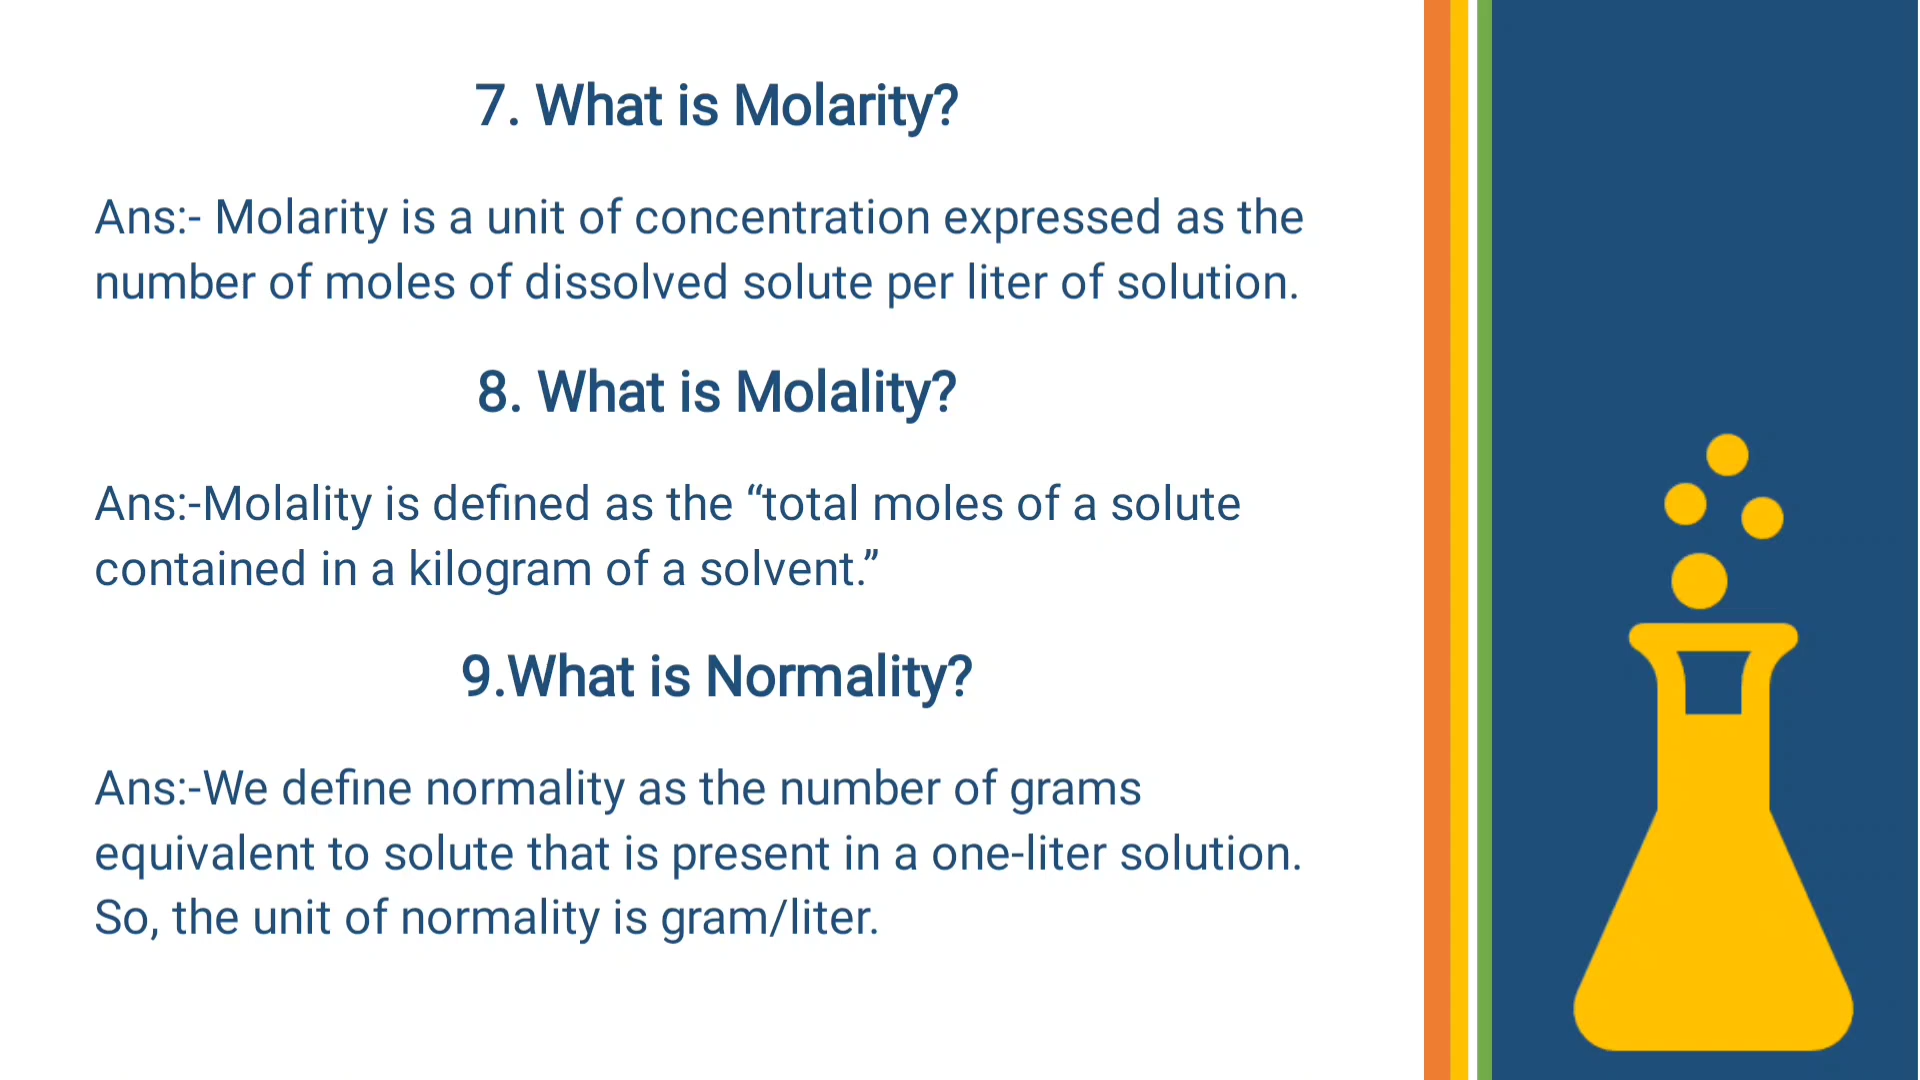 7. What is Molarity?
Ans:- Molarity is a unit of concentration expressed as the
number of moles of dissolved solute per liter of solution.
8. What is Molality?
Ans:-Molality is defined as the “total moles of a solute
contained in a kilogram of a solvent.”
9.What is Normality?
Ans:-We define normality as the number of grams
equivalent to solute that is present in a one-liter solution.
So, the unit of normality is gram/liter.